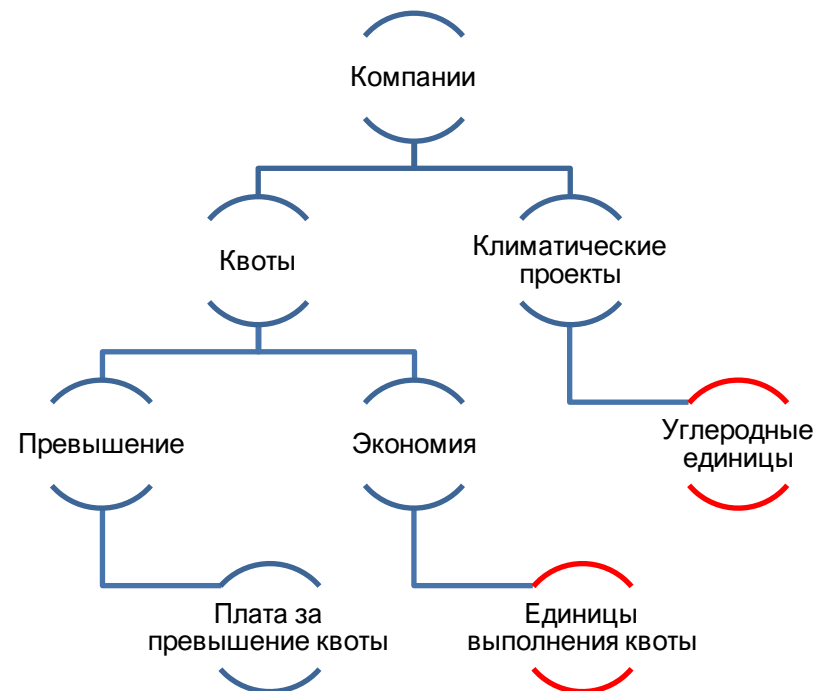 Компании
Квоты
Климатические
проекты
Превышение
Экономия
Углеродные
единицы
Плата за
превышение квоты
Единицы
выполнения квоты